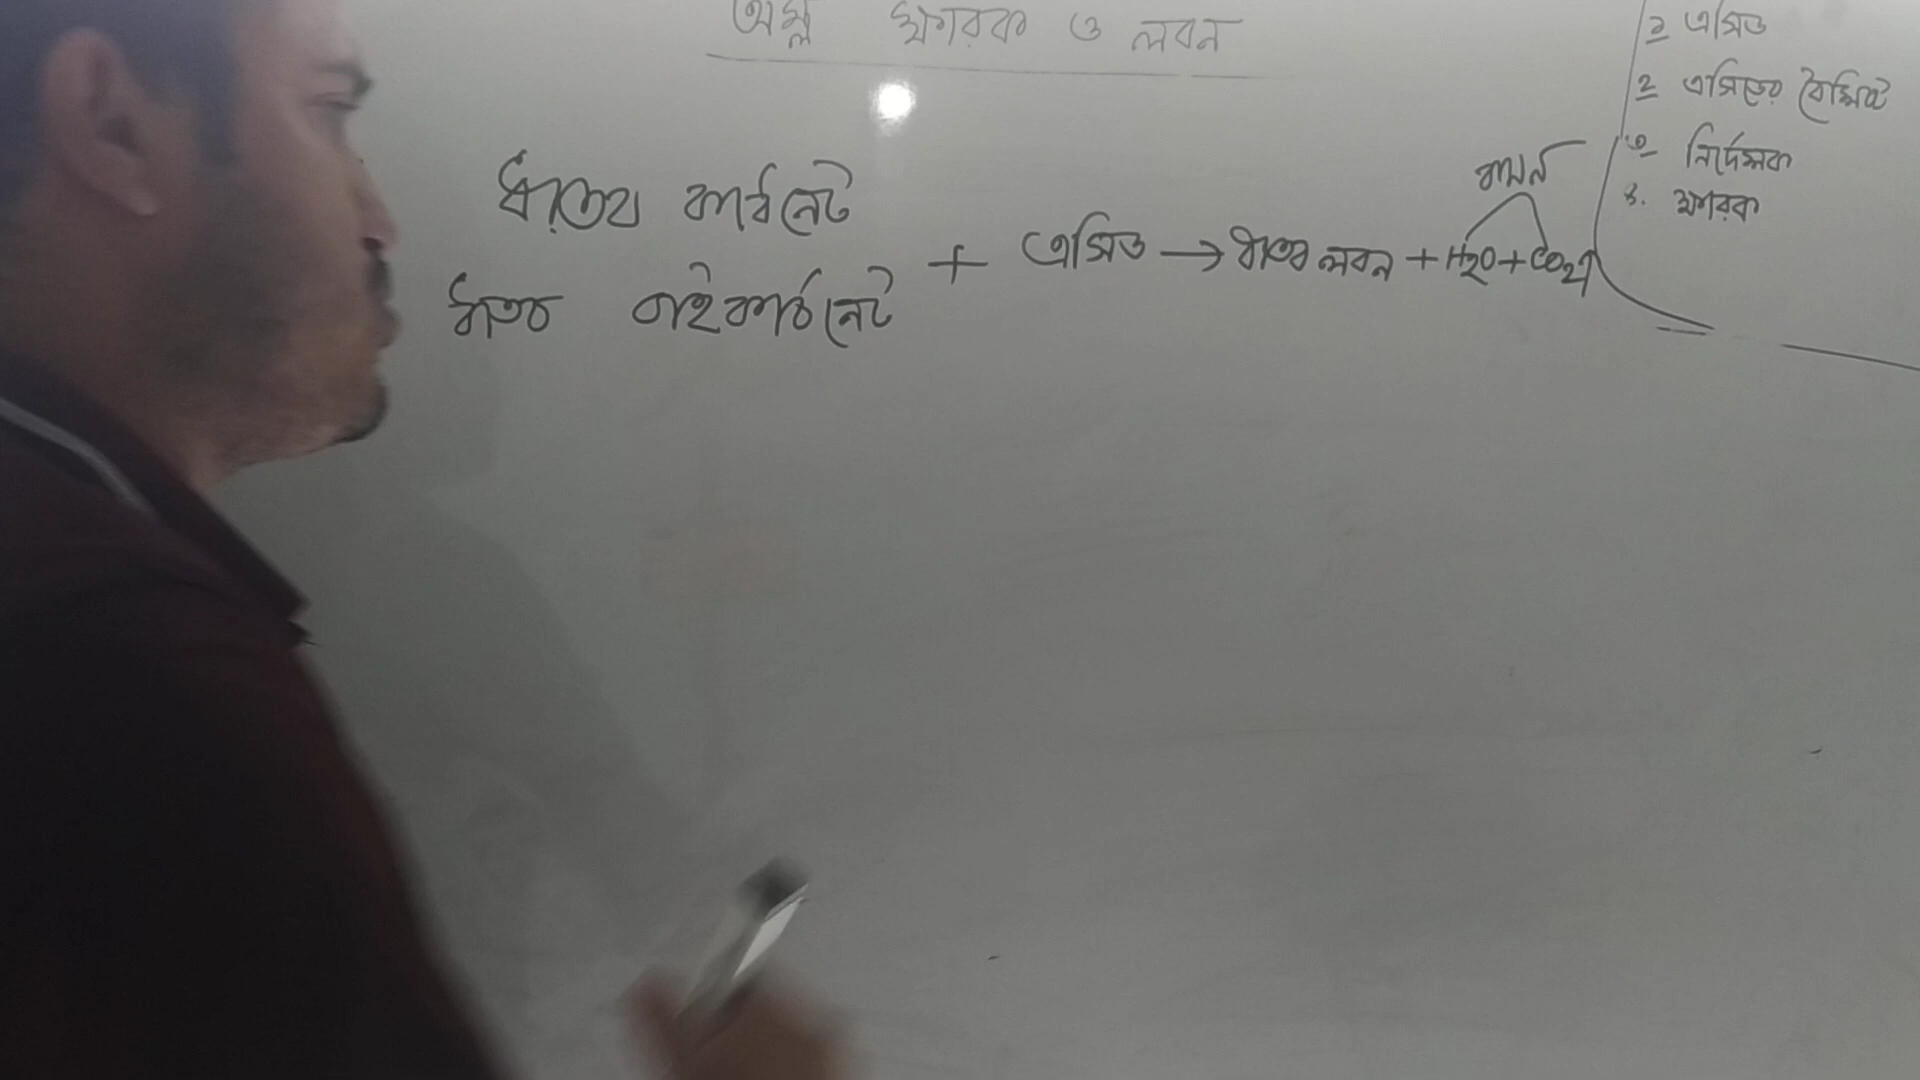 অম্ল ক্ষারক ও লবন
১ এসিড
২ এসিডের বৈশিষ্ট
৩ নির্দেশক
৪. ক্ষারক
ধাতব কার্বনেট
ধাতব বাইকার্বনেট
+ এসিড → ধাতব লবন + H₂O + CO₂↑